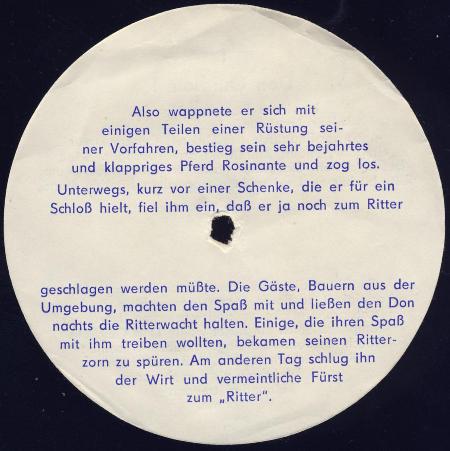 Also wappnete er sich mit
einigen Teilen einer Rüstung sei-
ner Vorfahren, bestieg sein sehr bejahrtes
und klappriges Pferd Rosinante und zog los.
Unterwegs, kurz vor einer Schenke, die er für ein
Schloß hielt, fiel ihm ein, daß er ja noch zum Ritter
geschlagen werden müßte. Die Gäste, Bauern aus der
Umgebung, machten den Spaß mit und ließen den Don
nachts die Ritterwacht halten. Einige, die ihren Spaß
mit ihm treiben wollten, bekamen seinen Ritter-
zorn zu spüren. Am anderen Tag schlug ihn
der Wirt und vermeintliche Fürst
zum „Ritter“.